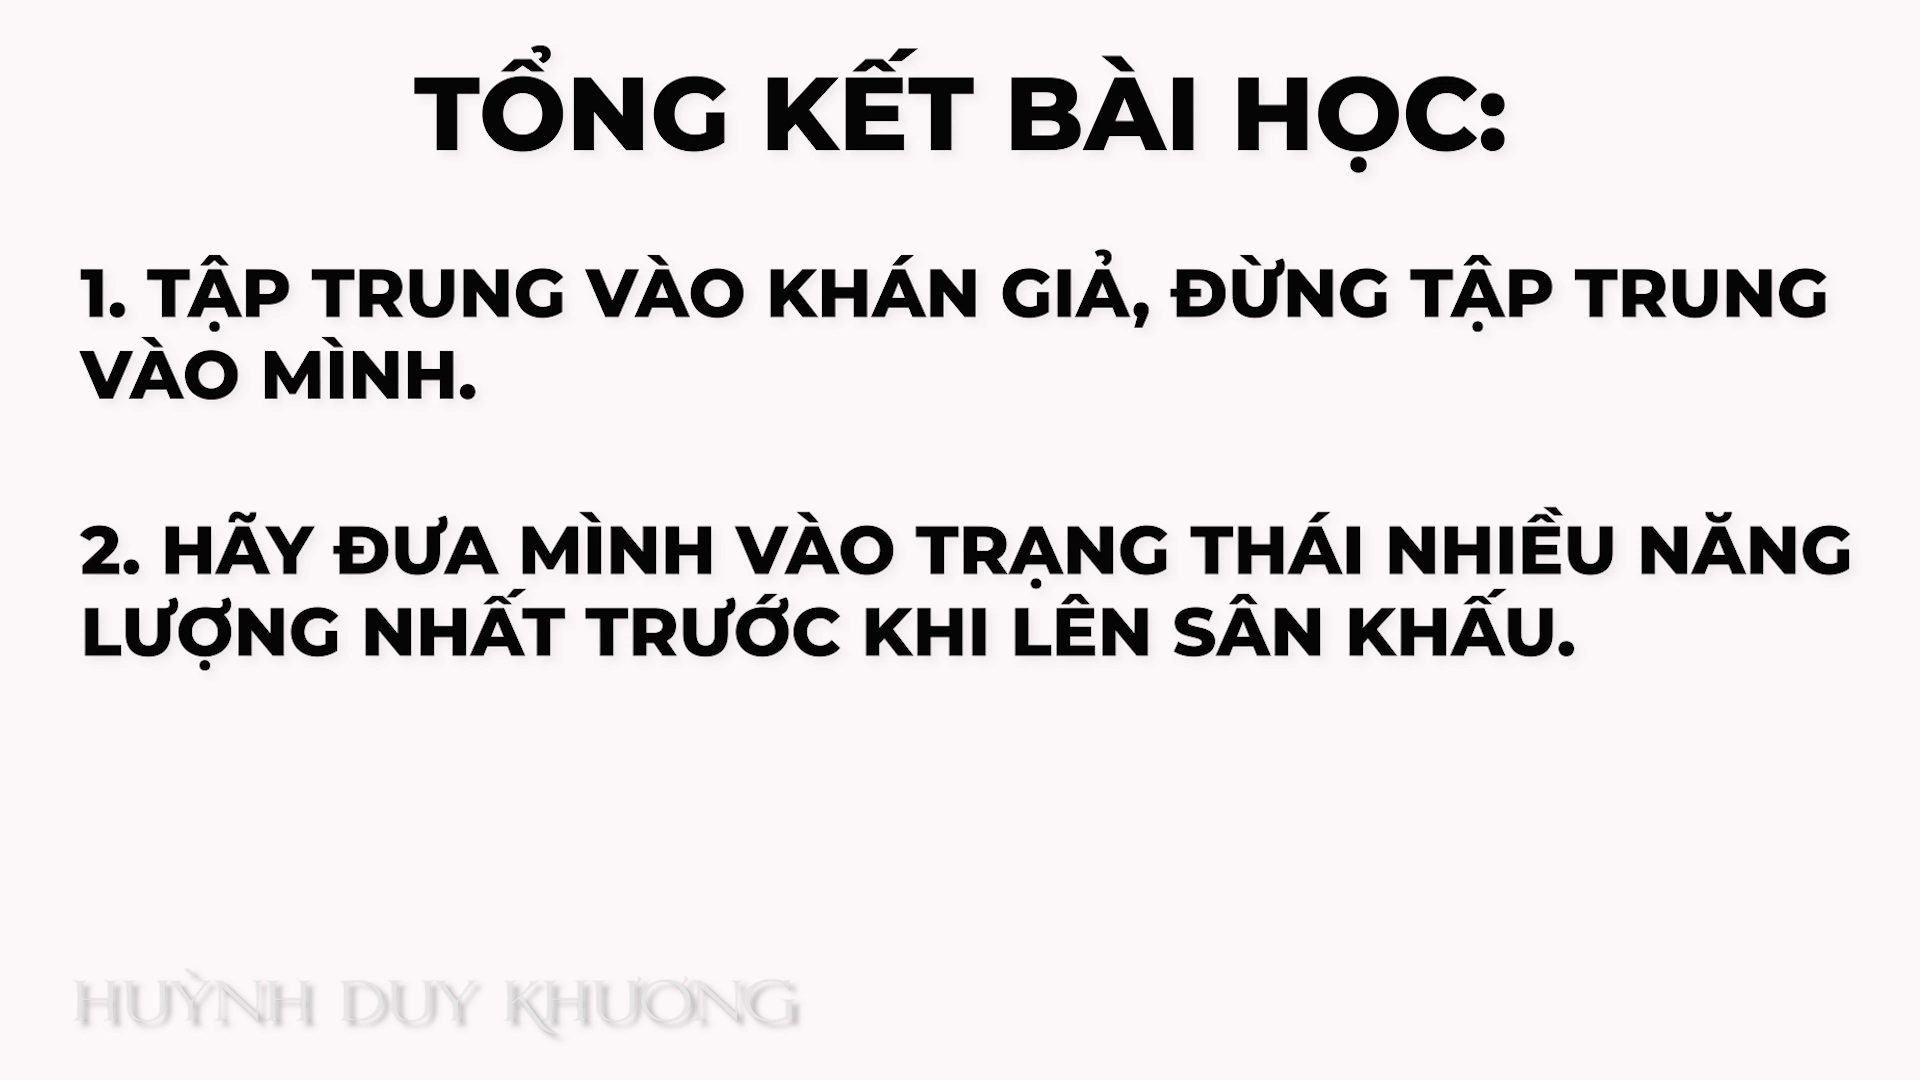 TỔNG KẾT BÀI HỌC:
1. TẬP TRUNG VÀO KHÁN GIẢ, ĐỪNG TẬP TRUNG
VÀO MÌNH.
2. HÃY ĐƯA MÌNH VÀO TRẠNG THÁI NHIỀU NĂNG
LƯỢNG NHẤT TRƯỚC KHI LÊN SÂN KHẤU.
HUỲNH DUY KHƯƠNG